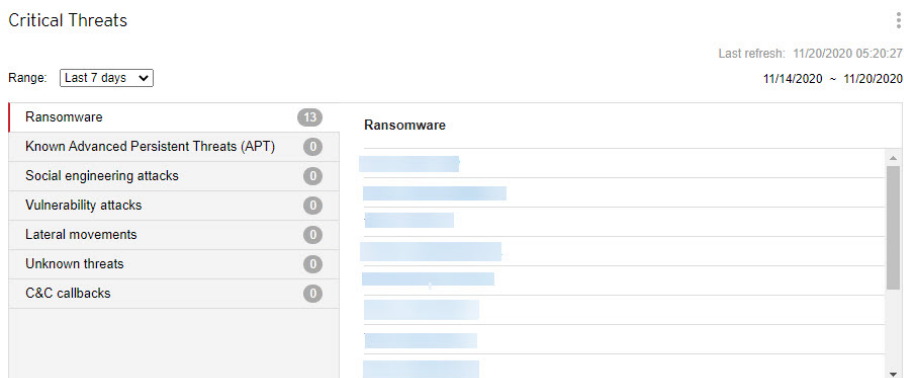 Critical Threats
Last refresh: 11/20/2020 05:20:27
Range: Last 7 days 11/14/2020 ~ 11/20/2020
Ransomware 13
Known Advanced Persistent Threats (APT) 0
Social engineering attacks 0
Vulnerability attacks 0
Lateral movements 0
Unknown threats 0
C&C callbacks 0
Ransomware